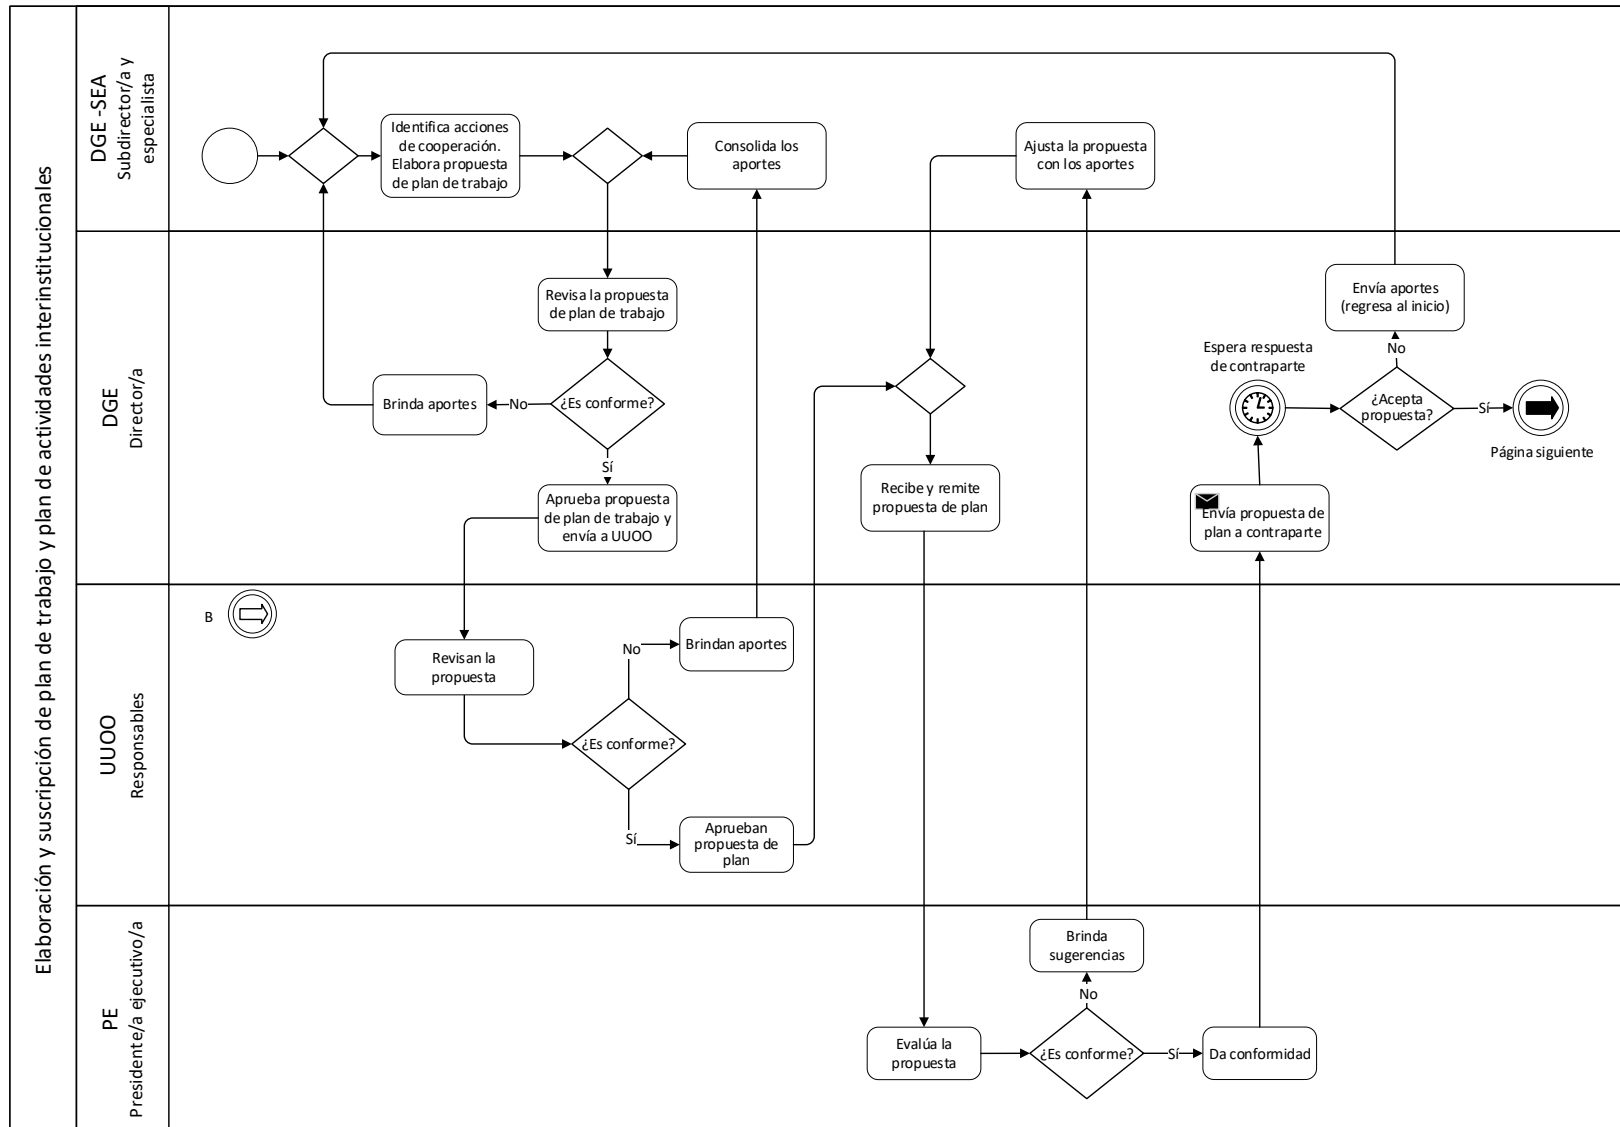 Elaboración y suscripción de plan de trabajo y plan de actividades interinstitucionales
DGE -SEA
Subdirector/a y
especialista
Identifica acciones
de cooperación.
Elabora propuesta
de plan de trabajo
Consolida los
aportes
Ajusta la propuesta
con los aportes
DGE
Director/a
Revisa la propuesta
de plan de trabajo
¿Es conforme?
No
Brinda aportes
Sí
Aprueba propuesta
de plan de trabajo y
envía a UUOO
Recibe y remite
propuesta de plan
Envía aportes
(regresa al inicio)
No
Espera respuesta
de contraparte
¿Acepta
propuesta?
Sí
Página siguiente
Envía propuesta de
plan a contraparte
UUOO
Responsables
B
Revisan la
propuesta
No
Brindan aportes
¿Es conforme?
Sí
Aprueban
propuesta de
plan
PE
Presidente/a ejecutivo/a
Brinda
sugerencias
No
Evalúa la
propuesta
¿Es conforme?
Sí
Da conformidad